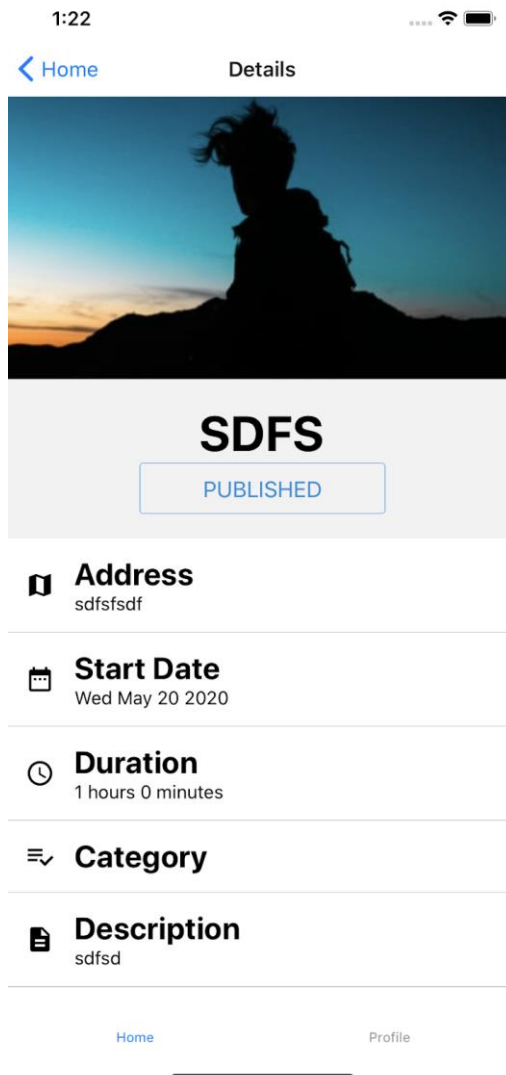 1:22
Home
Details
SDFS
PUBLISHED
Address
sdfsfsdf
Start Date
Wed May 20 2020
Duration
1 hours 0 minutes
Category
Description
sdfsd
Home
Profile